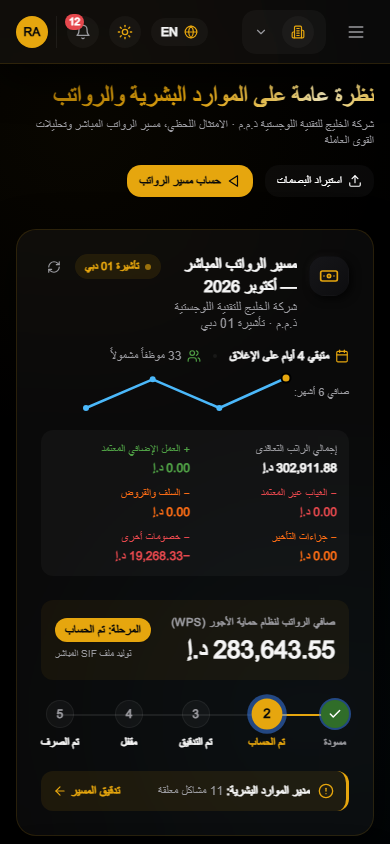 EN
12
RA
نظرة عامة على الموارد البشرية والرواتب
شركة الخليج للتقنية اللوجستية ذ.م.م · الامتثال اللحظي، مسير الرواتب المباشر وتحليلات
القوى العاملة
استيراد البصمات
حساب مسير الرواتب
مسير الرواتب المباشر
— أكتوبر 2026
تأشيرة 01 دبي
شركة الخليج للتقنية اللوجستية
ذ.م.م · تأشيرة 01 دبي
متبقي 4 أيام على الإغلاق
33 موظفاً مشمولاً
صافي 6 أشهر:
إجمالي الراتب التعاقدي
302,911.88 د.إ
+ العمل الإضافي المعتمد
0.00 د.إ
– الغياب غير المعتمد
0.00 د.إ
– السلف والقروض
0.00 د.إ
– جزاءات التأخير
0.00 د.إ
– خصومات أخرى
–19,268.33 د.إ
صافي الرواتب لنظام حماية الأجور (WPS)
283,643.55 د.إ
المرحلة: تم الحساب
توليد ملف SIF المباشر
مسودة
2
تم الحساب
3
تم التدقيق
4
مقفل
5
تم الصرف
مدير الموارد البشرية: 11 مشاكل معلقة
تدقيق المسير